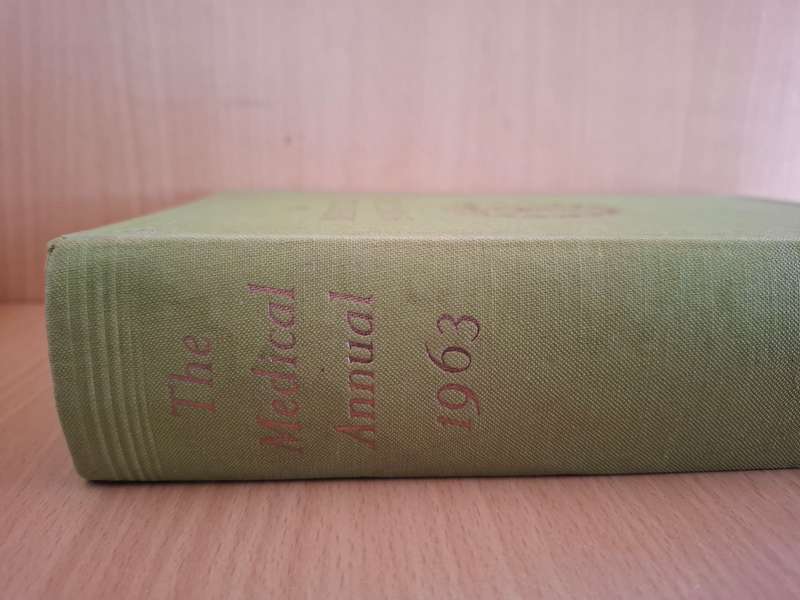 The
Medical
Annual
1963